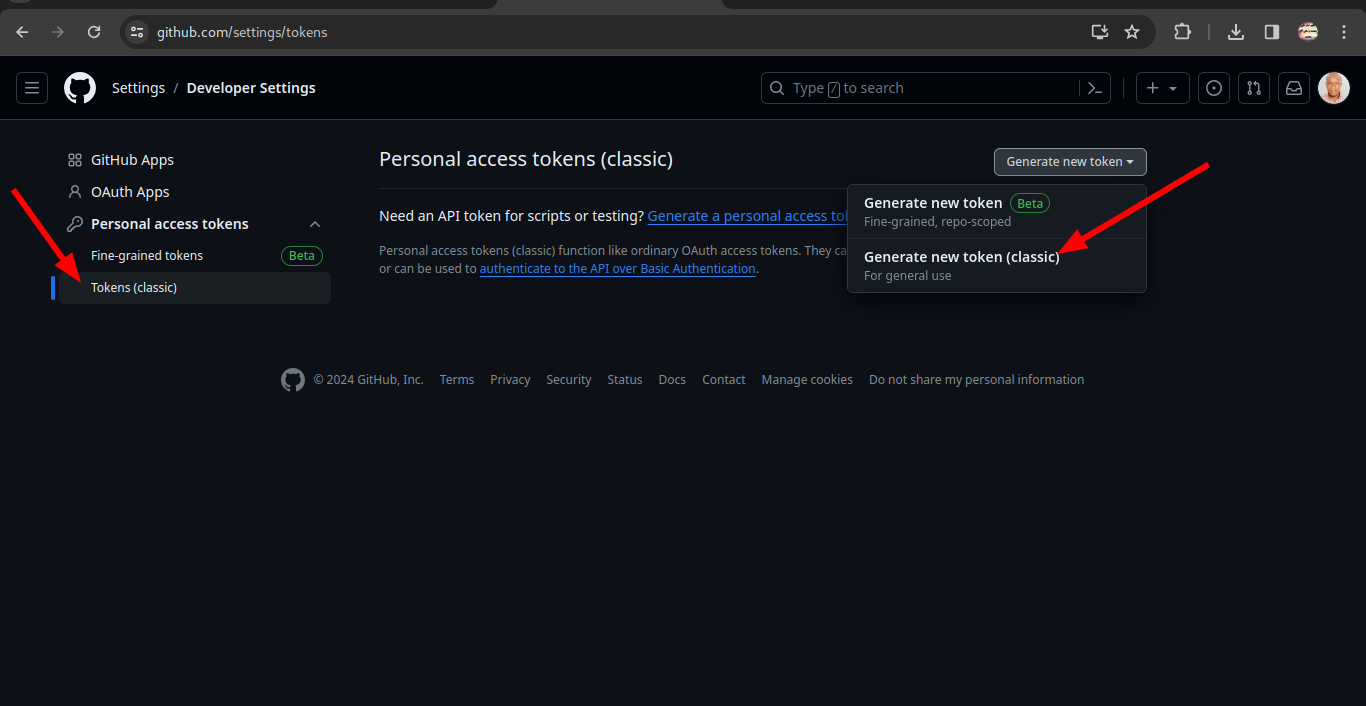 github.com/settings/tokens
Settings / Developer Settings
Type / to search
GitHub Apps
OAuth Apps
Personal access tokens
Fine-grained tokens Beta
Tokens (classic)
Personal access tokens (classic)
Generate new token
Need an API token for scripts or testing? Generate a personal access
Personal access tokens (classic) function like ordinary OAuth access tokens. They
or can be used to authenticate to the API over Basic Authentication.
Generate new token Beta
Fine-grained, repo-scoped
Generate new token (classic)
For general use
© 2024 GitHub, Inc. Terms Privacy Security Status Docs Contact Manage cookies Do not share my personal information